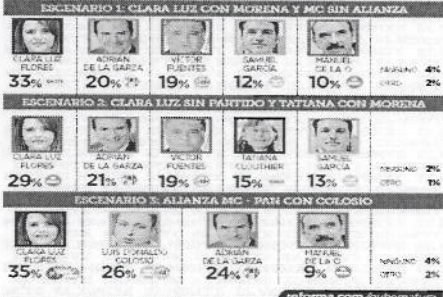 ESCENARIO 1: CLARA LUZ CON MORENA Y MC SIN ALIANZA
CLARA LUZ FLORES
33%
ADRIÁN DE LA GARZA
20%
VÍCTOR FUENTES
19%
SAMUEL GARCÍA
12%
MANUEL DE LA O
10%
NINGUNO 4%
OTRO 2%
ESCENARIO 2: CLARA LUZ SIN PARTIDO Y TATIANA CON MORENA
CLARA LUZ FLORES
29%
ADRIÁN DE LA GARZA
21%
VÍCTOR FUENTES
19%
TATIANA CLOUTHIER
15%
SAMUEL GARCÍA
13%
NINGUNO 2%
OTRO 1%
ESCENARIO 3: ALIANZA MC - PAN CON COLOSIO
CLARA LUZ FLORES
35%
LUIS DONALDO COLOSIO
26%
ADRIÁN DE LA GARZA
24%
MANUEL DE LA O
9%
NINGUNO 4%
OTRO 2%